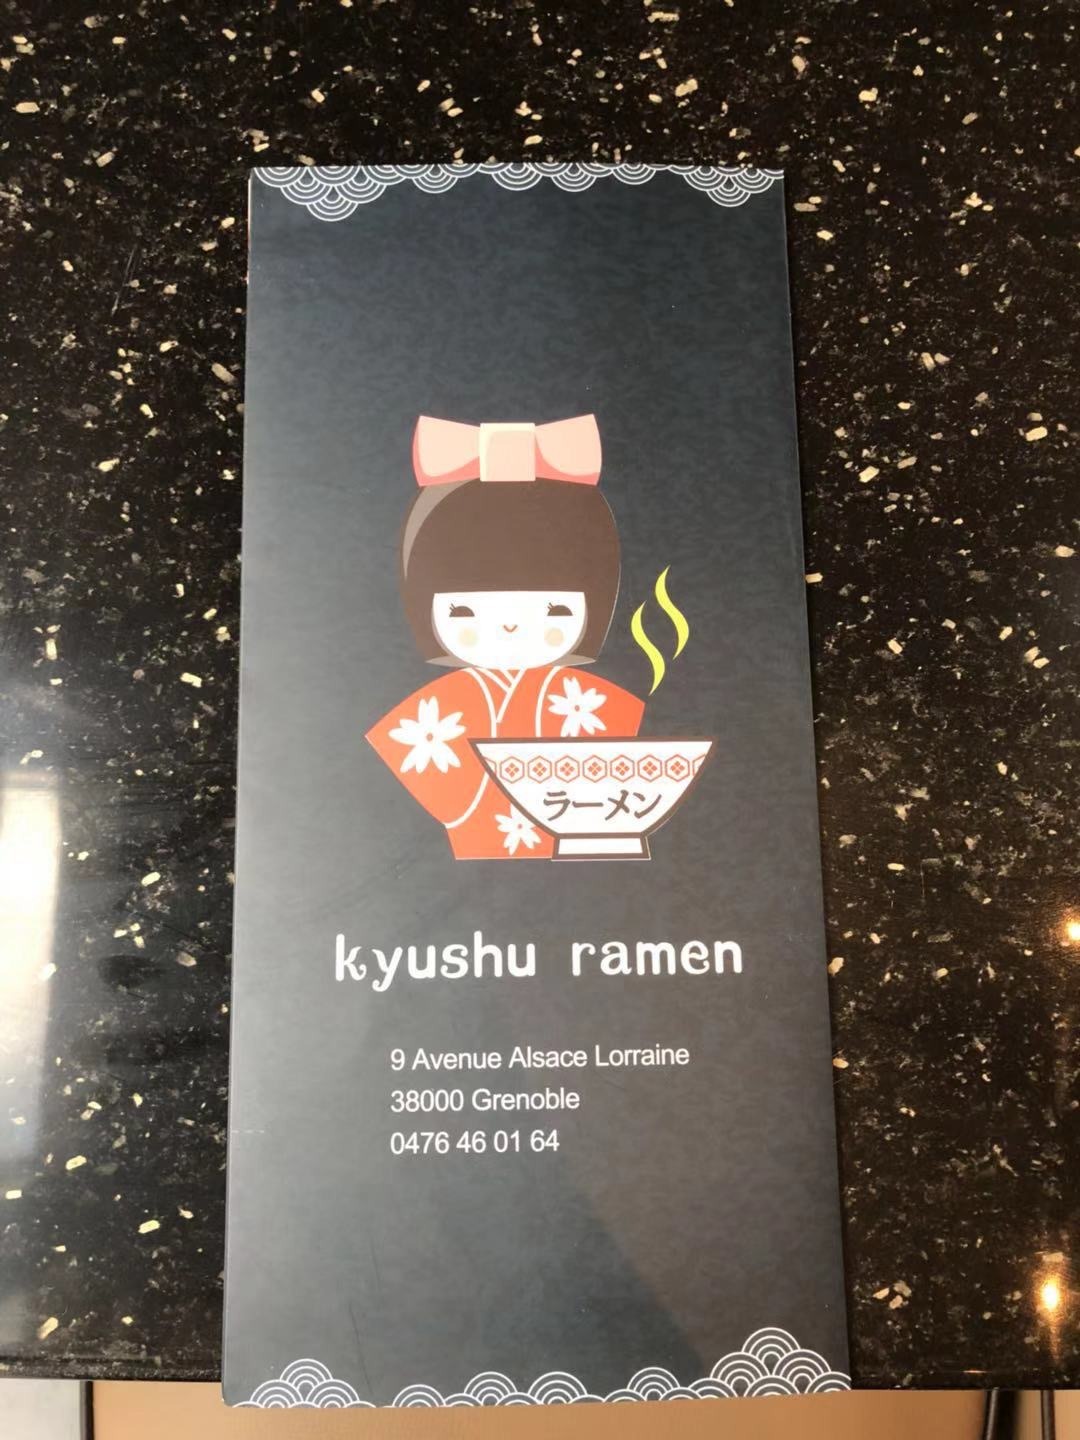 ラーメン
kyushu ramen
9 Avenue Alsace Lorraine
38000 Grenoble
0476 46 01 64